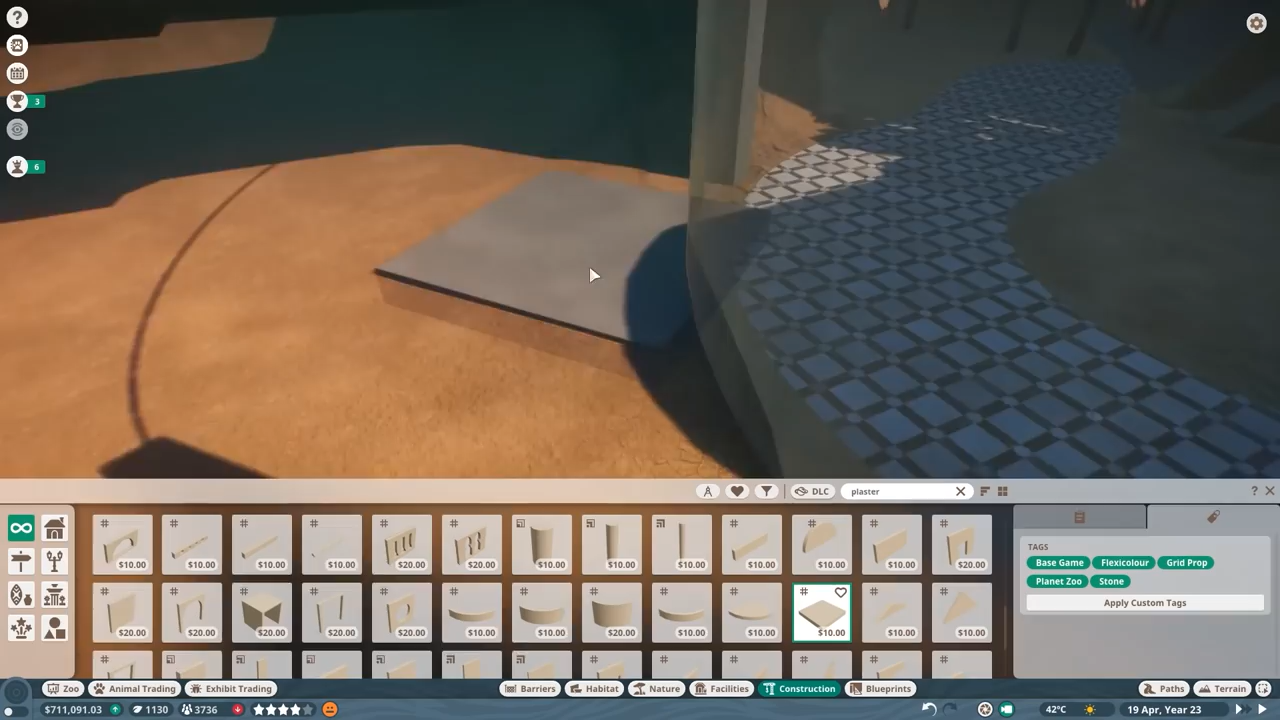 ?
3
6
DLC
plaster
?
$10.00 $10.00 $10.00 $10.00 $20.00 $20.00 $10.00 $10.00 $10.00 $10.00 $10.00 $10.00 $20.00
$20.00 $20.00 $20.00 $20.00 $20.00 $10.00 $10.00 $20.00 $10.00 $10.00 $10.00 $10.00 $10.00
TAGS
Base Game Flexicolour Grid Prop
Planet Zoo Stone
Apply Custom Tags
Zoo Animal Trading Exhibit Trading Barriers Habitat Nature Facilities Construction Blueprints Paths Terrain
$711,091.03 1130 3736 42°C 19 Apr, Year 23